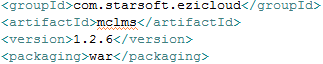 <groupId>com.starsoft.ezicloud</groupId>
<artifactId>mclms</artifactId>
<version>1.2.6</version>
<packaging>war</packaging>